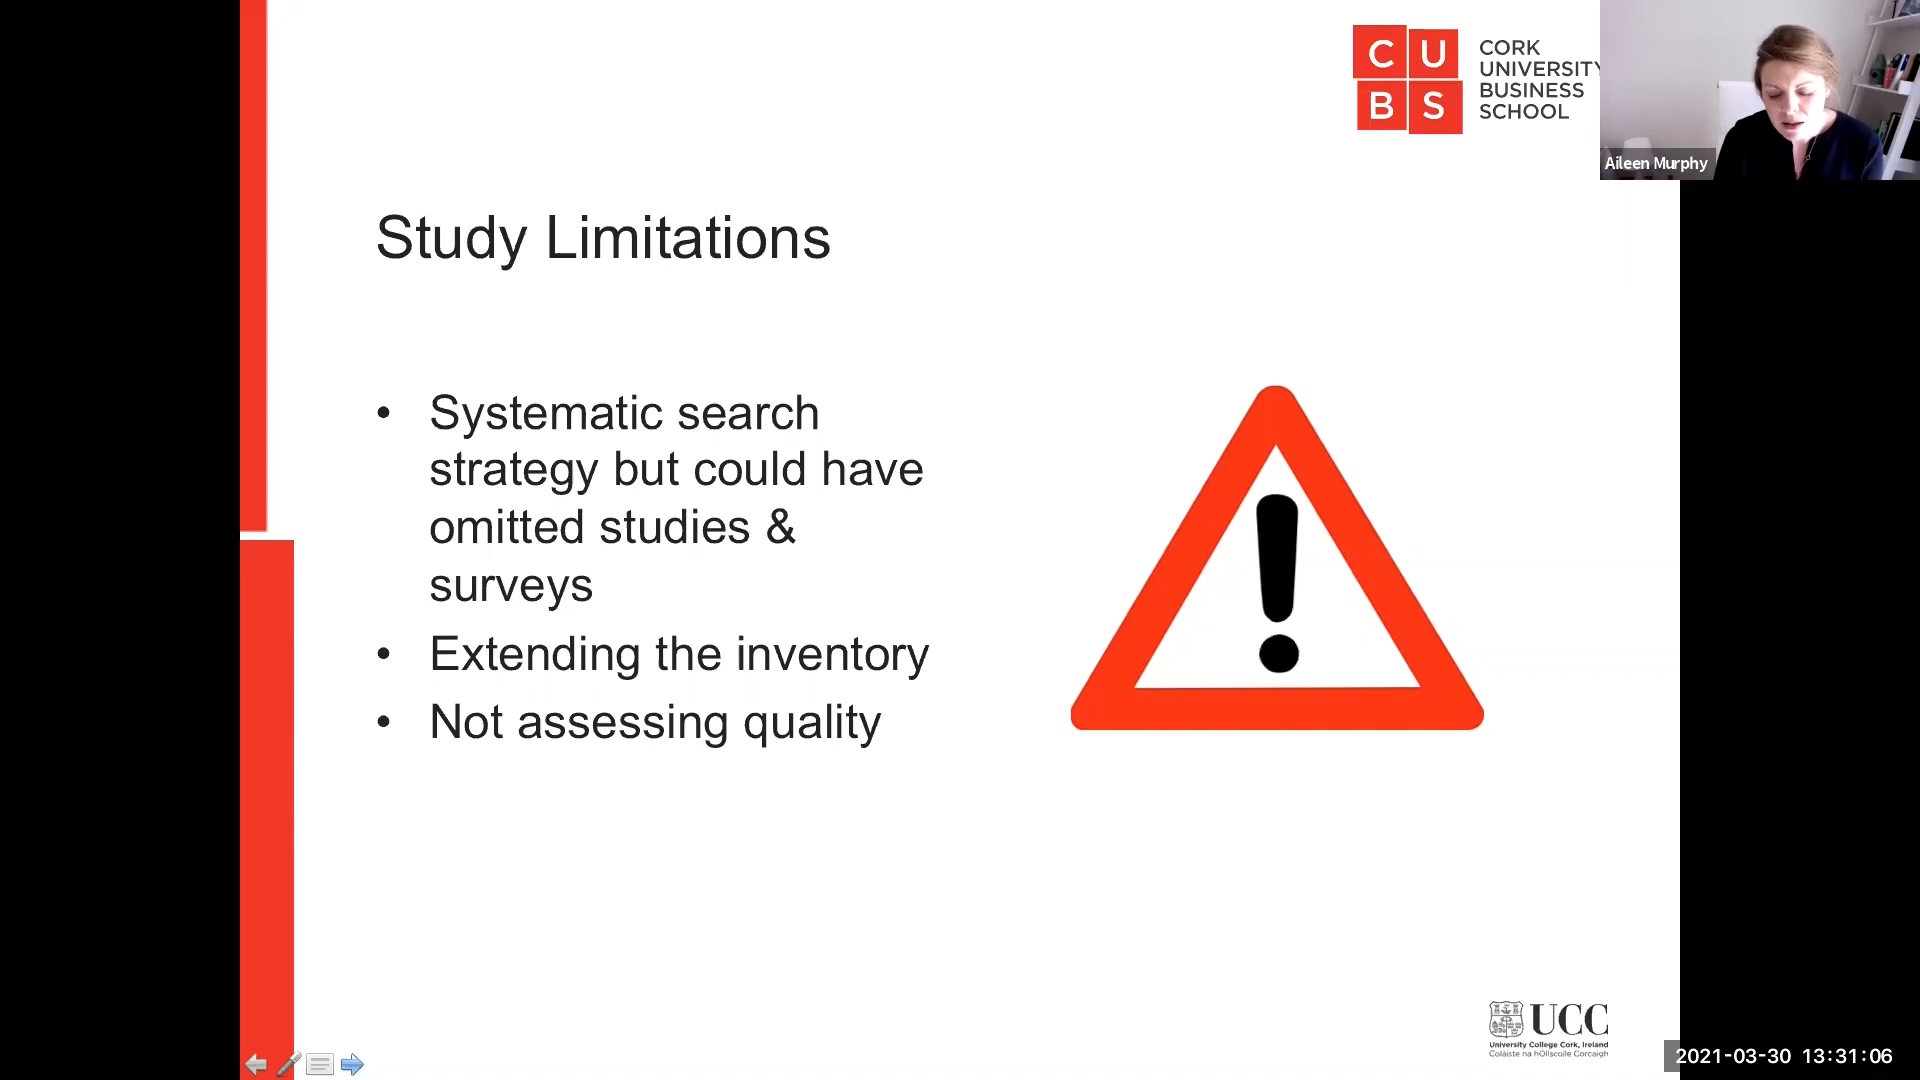 C U
B S
CORK
UNIVERSITY
BUSINESS
SCHOOL
Aileen Murphy
Study Limitations
• Systematic search
strategy but could have
omitted studies &
surveys
• Extending the inventory
• Not assessing quality
UCC
University College Cork, Ireland
Coláiste na hOllscoile Corcaigh
2021-03-30 13:31:06